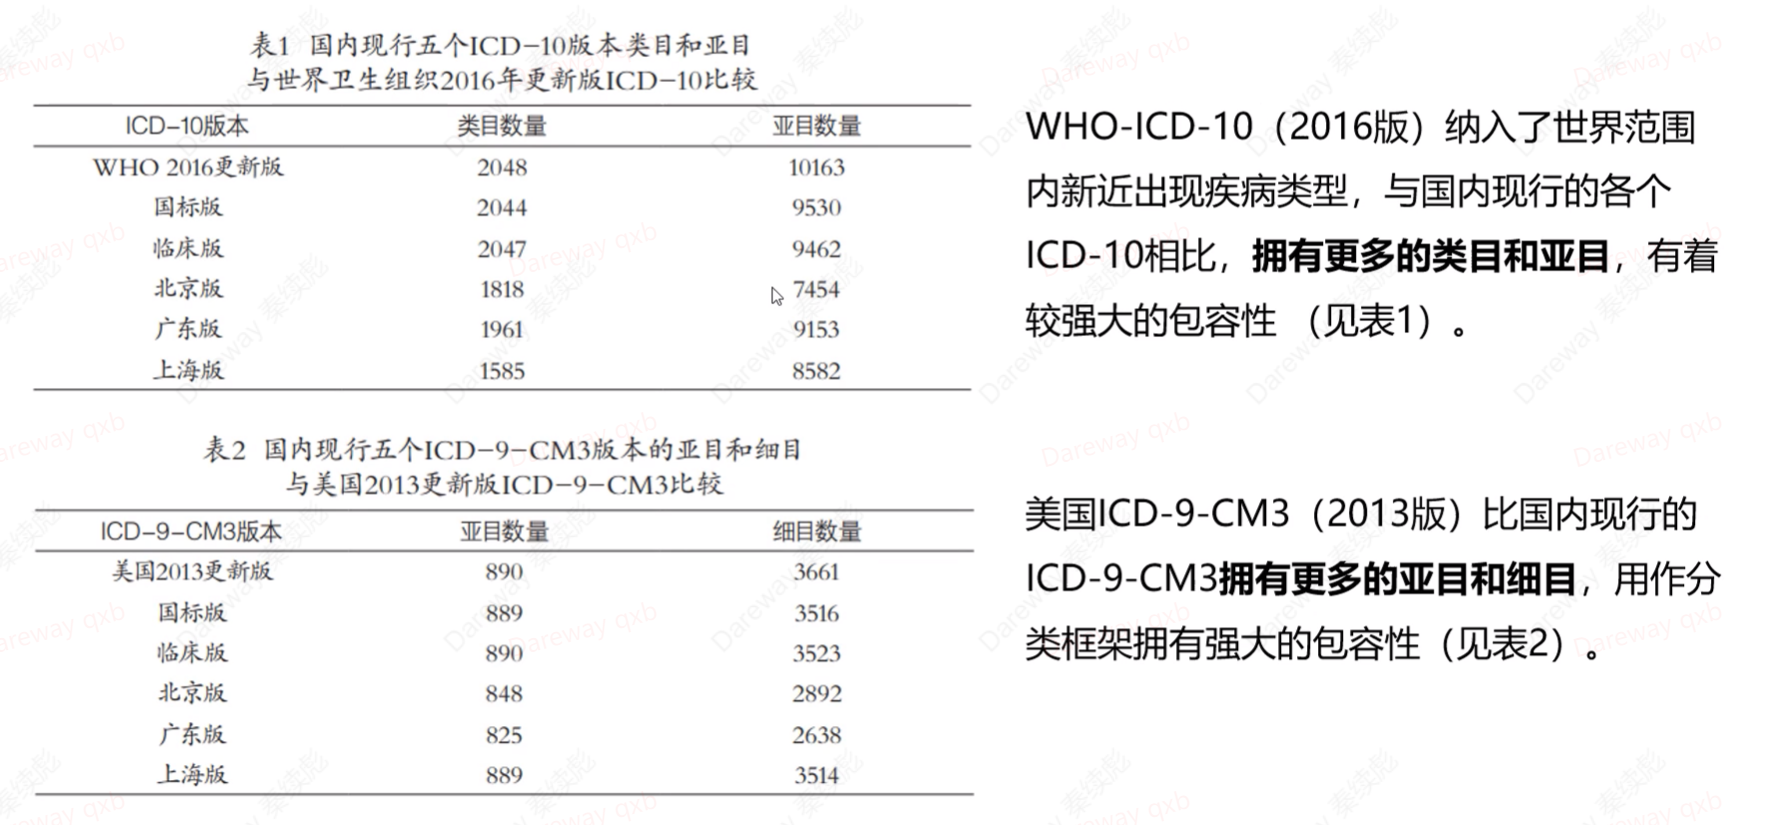 表1 国内现行五个ICD-10版本类目和亚目
与世界卫生组织2016年更新版ICD-10比较
ICD-10版本 类目数量 亚目数量
WHO 2016更新版 2048 10163
国标版 2044 9530
临床版 2047 9462
北京版 1818 7454
广东版 1961 9153
上海版 1585 8582
表2 国内现行五个ICD-9-CM3版本的亚目和细目
与美国2013更新版ICD-9-CM3比较
ICD-9-CM3版本 亚目数量 细目数量
美国2013更新版 890 3661
国标版 889 3516
临床版 890 3523
北京版 848 2892
广东版 825 2638
上海版 889 3514
WHO-ICD-10（2016版）纳入了世界范围
内新近出现疾病类型，与国内现行的各个
ICD-10相比，拥有更多的类目和亚目，有着
较强大的包容性 （见表1）。
美国ICD-9-CM3（2013版）比国内现行的
ICD-9-CM3拥有更多的亚目和细目，用作分
类框架拥有强大的包容性（见表2）。
Dareway qxb
Dareway 秦续彪